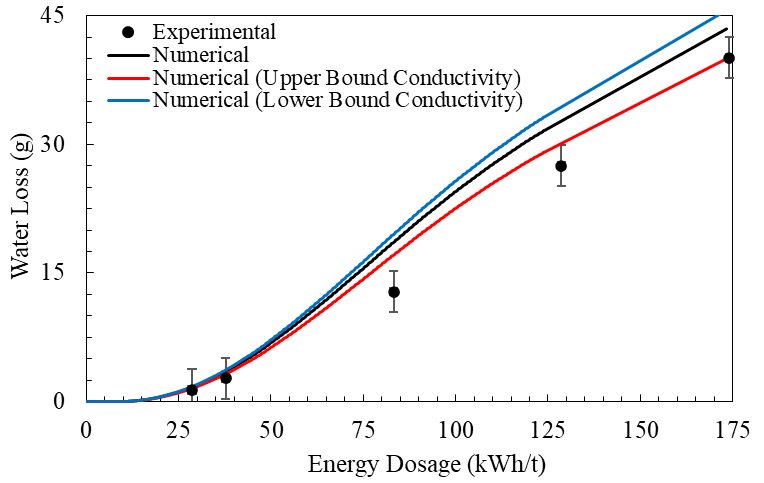 45
Experimental
Numerical
Numerical (Upper Bound Conductivity)
Numerical (Lower Bound Conductivity)
30
Water Loss (g)
15
0
0 25 50 75 100 125 150 175
Energy Dosage (kWh/t)